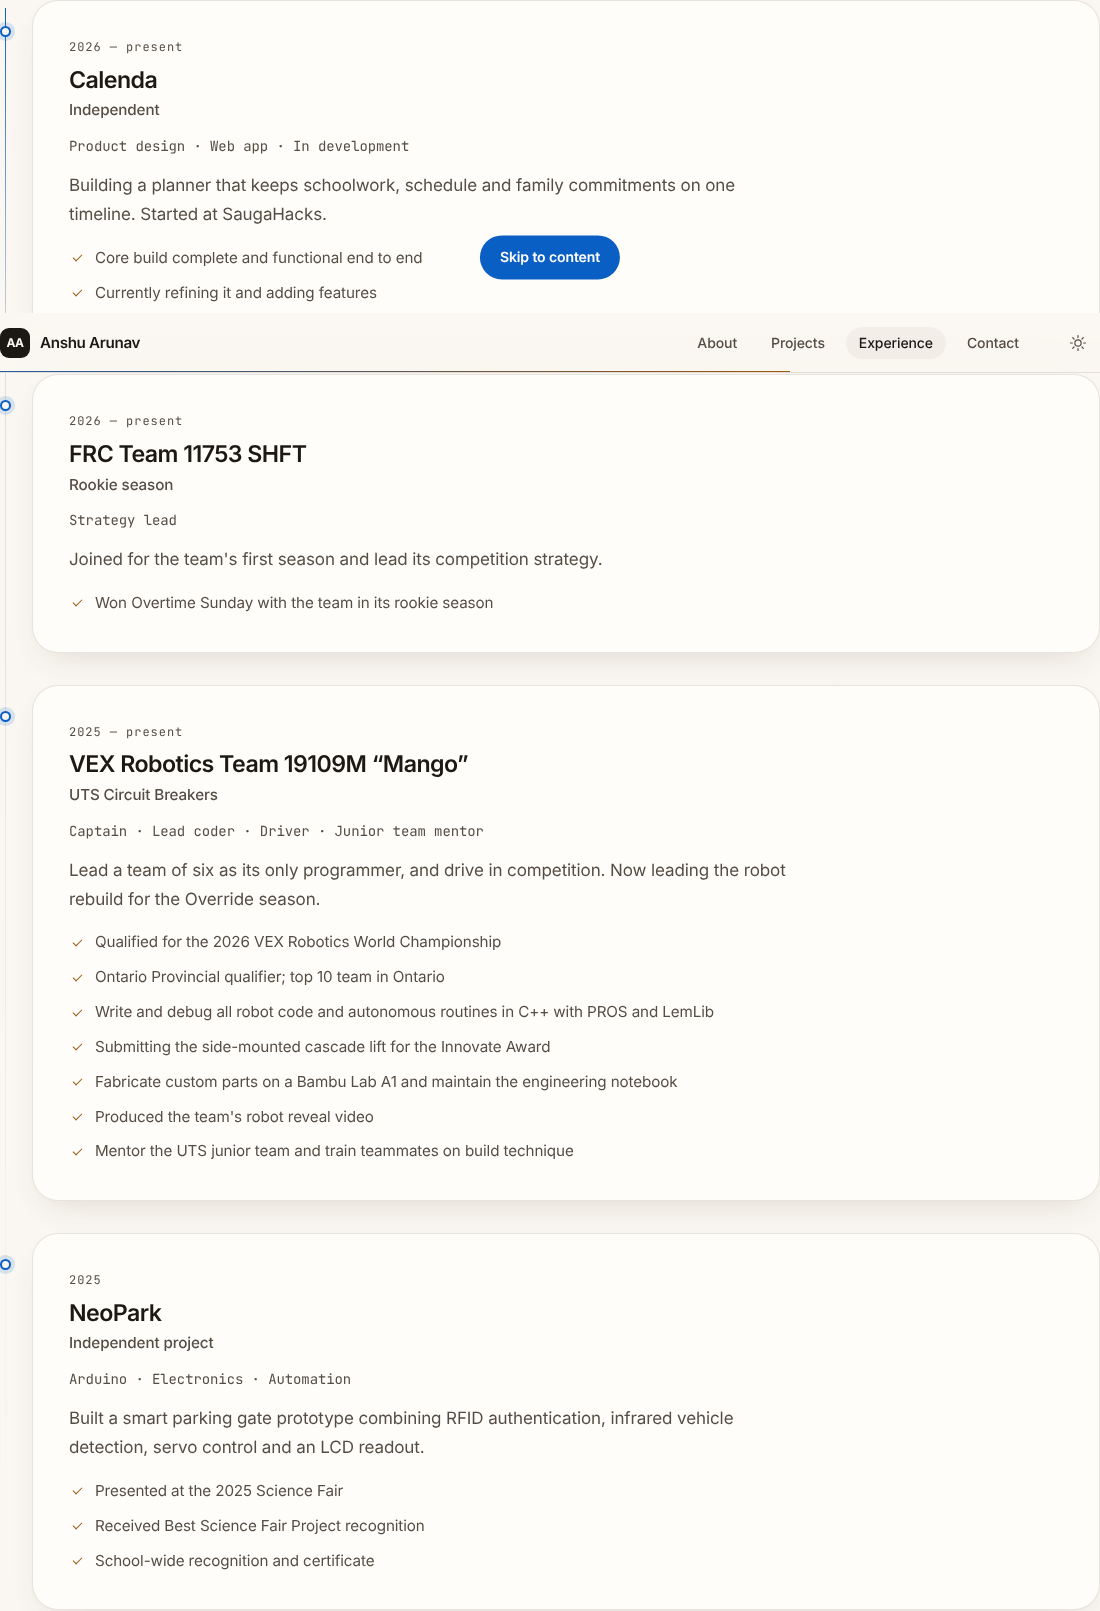 2026 — present
Calenda
Independent
Product design · Web app · In development
Building a planner that keeps schoolwork, schedule and family commitments on one
timeline. Started at SaugaHacks.
Core build complete and functional end to end
Skip to content
Currently refining it and adding features
AA Anshu Arunav About Projects Experience Contact
2026 — present
FRC Team 11753 SHFT
Rookie season
Strategy lead
Joined for the team's first season and lead its competition strategy.
Won Overtime Sunday with the team in its rookie season
2025 — present
VEX Robotics Team 19109M “Mango”
UTS Circuit Breakers
Captain · Lead coder · Driver · Junior team mentor
Lead a team of six as its only programmer, and drive in competition. Now leading the robot
rebuild for the Override season.
Qualified for the 2026 VEX Robotics World Championship
Ontario Provincial qualifier; top 10 team in Ontario
Write and debug all robot code and autonomous routines in C++ with PROS and LemLib
Submitting the side-mounted cascade lift for the Innovate Award
Fabricate custom parts on a Bambu Lab A1 and maintain the engineering notebook
Produced the team's robot reveal video
Mentor the UTS junior team and train teammates on build technique
2025
NeoPark
Independent project
Arduino · Electronics · Automation
Built a smart parking gate prototype combining RFID authentication, infrared vehicle
detection, servo control and an LCD readout.
Presented at the 2025 Science Fair
Received Best Science Fair Project recognition
School-wide recognition and certificate